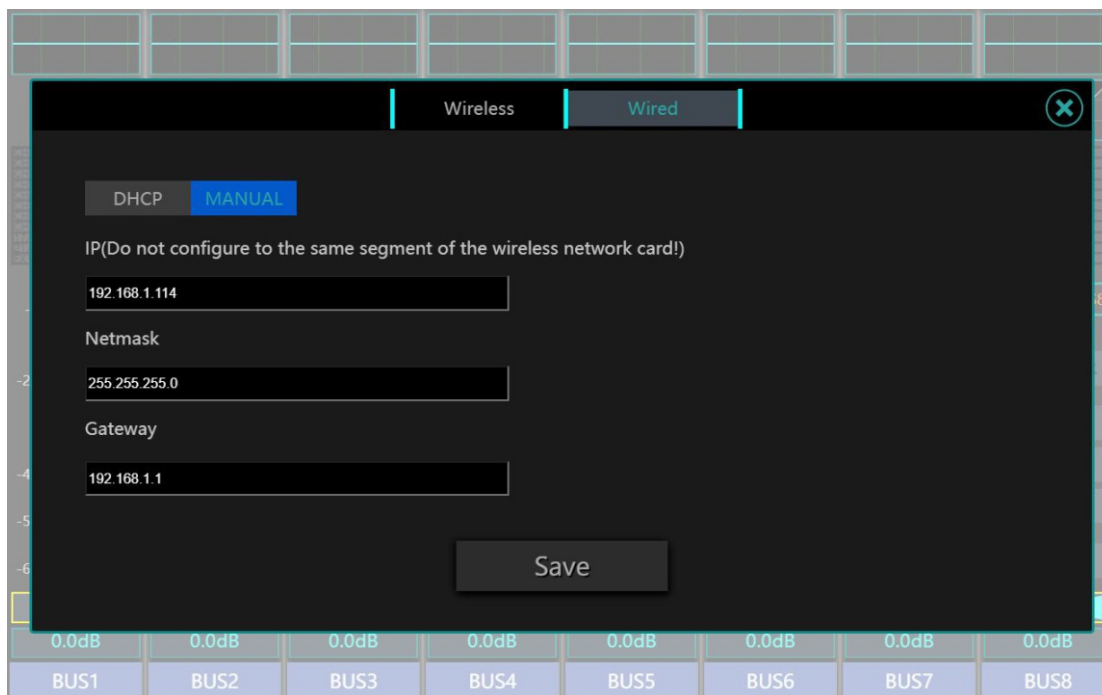 Wireless Wired
DHCP MANUAL
IP(Do not configure to the same segment of the wireless network card!)
192.168.1.114
Netmask
255.255.255.0
Gateway
192.168.1.1
Save
0.0dB 0.0dB 0.0dB 0.0dB 0.0dB 0.0dB 0.0dB 0.0dB
BUS1 BUS2 BUS3 BUS4 BUS5 BUS6 BUS7 BUS8